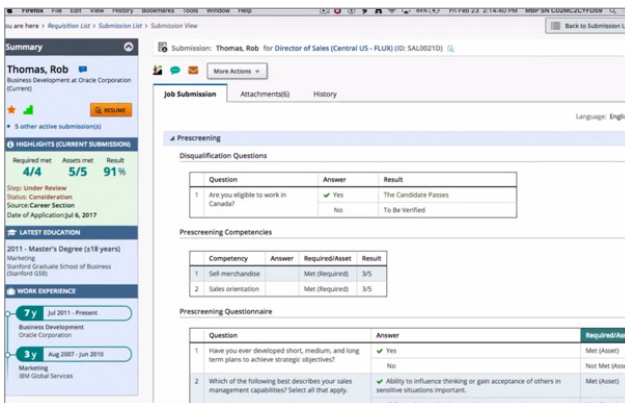 Firefox File Edit View History Bookmarks Tools Window Help
84% Fri Feb 23 2:14:40 PM
are here > Requisition List > Submission List > Submission View
Back to Submission L
Summary
Thomas, Rob
Business Development at Oracle Corporation
(Current)
RESUME
5 other active submission(s)
HIGHLIGHTS (CURRENT SUBMISSION)
Required met Assets met Result
4/4 5/5 91%
Step: Under Review
Status: Consideration
Source: Career Section
Date of Application: Jul 6, 2017
LATEST EDUCATION
2011 - Master's Degree (±18 years)
Marketing
Stanford Graduate School of Business
(Stanford GSB)
WORK EXPERIENCE
7 y Jul 2011 - Present
Business Development
Oracle Corporation
3 y Aug 2007 - Jun 2010
Marketing
IBM Global Services
Submission: Thomas, Rob for Director of Sales (Central US - FLUX) (ID: SAL0021D)
More Actions
Job Submission Attachments(6) History
Language: Engli
Prescreening
Disqualification Questions
Question Answer Result
1 Are you eligible to work in Canada? Yes The Candidate Passes
No To Be Verified
Prescreening Competencies
Competency Answer Required/Asset Result
1 Sell merchandise Met (Required) 3/5
2 Sales orientation Met (Required) 3/5
Prescreening Questionnaire
Question Answer Required/Ass
1 Have you ever developed short, medium, and long term plans to achieve strategic objectives? Yes Met (Asset)
No Not Met (Asse
2 Which of the following best describes your sales management capabilities? Select all that apply. Ability to influence thinking or gain acceptance of others in sensitive situations important. Met (Asset)